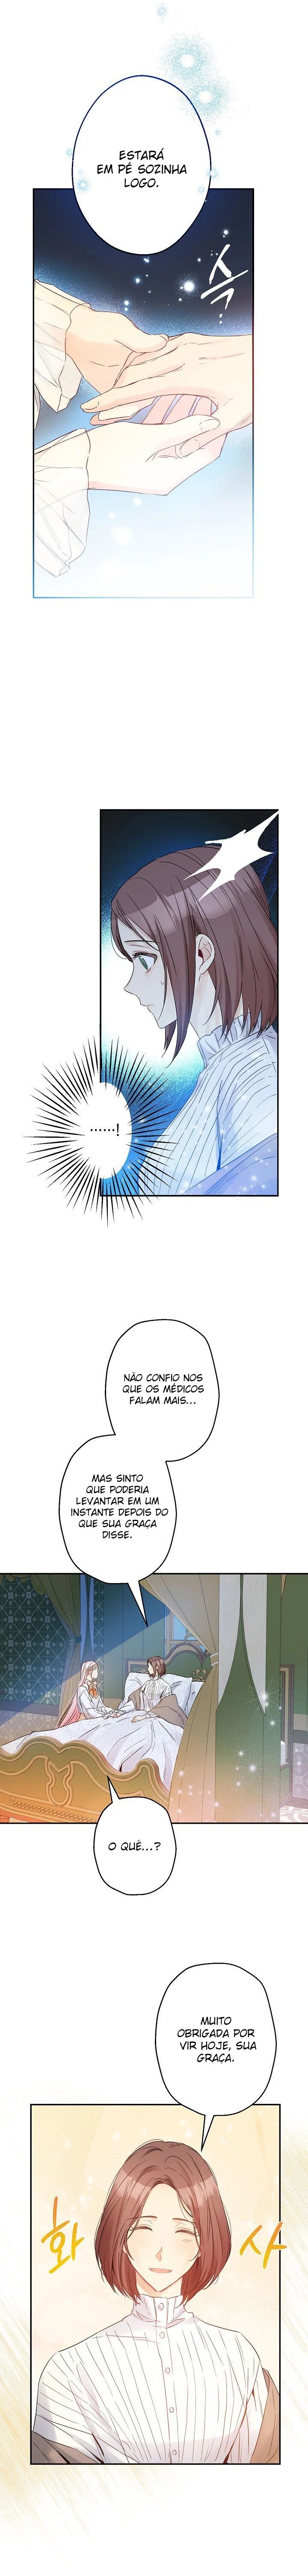 ESTARÁ
EM PÉ SOZINHA
LOGO.
스
......!
NÃO CONFIO NOS
QUE OS MÉDICOS
FALAM MAIS...
MAS SINTO
QUE PODERIA
LEVANTAR EM UM
INSTANTE DEPOIS DO
QUE SUA GRAÇA
DISSE.
O QUÊ...?
MUITO
OBRIGADA POR
VIR HOJE, SUA
GRAÇA.
화 사